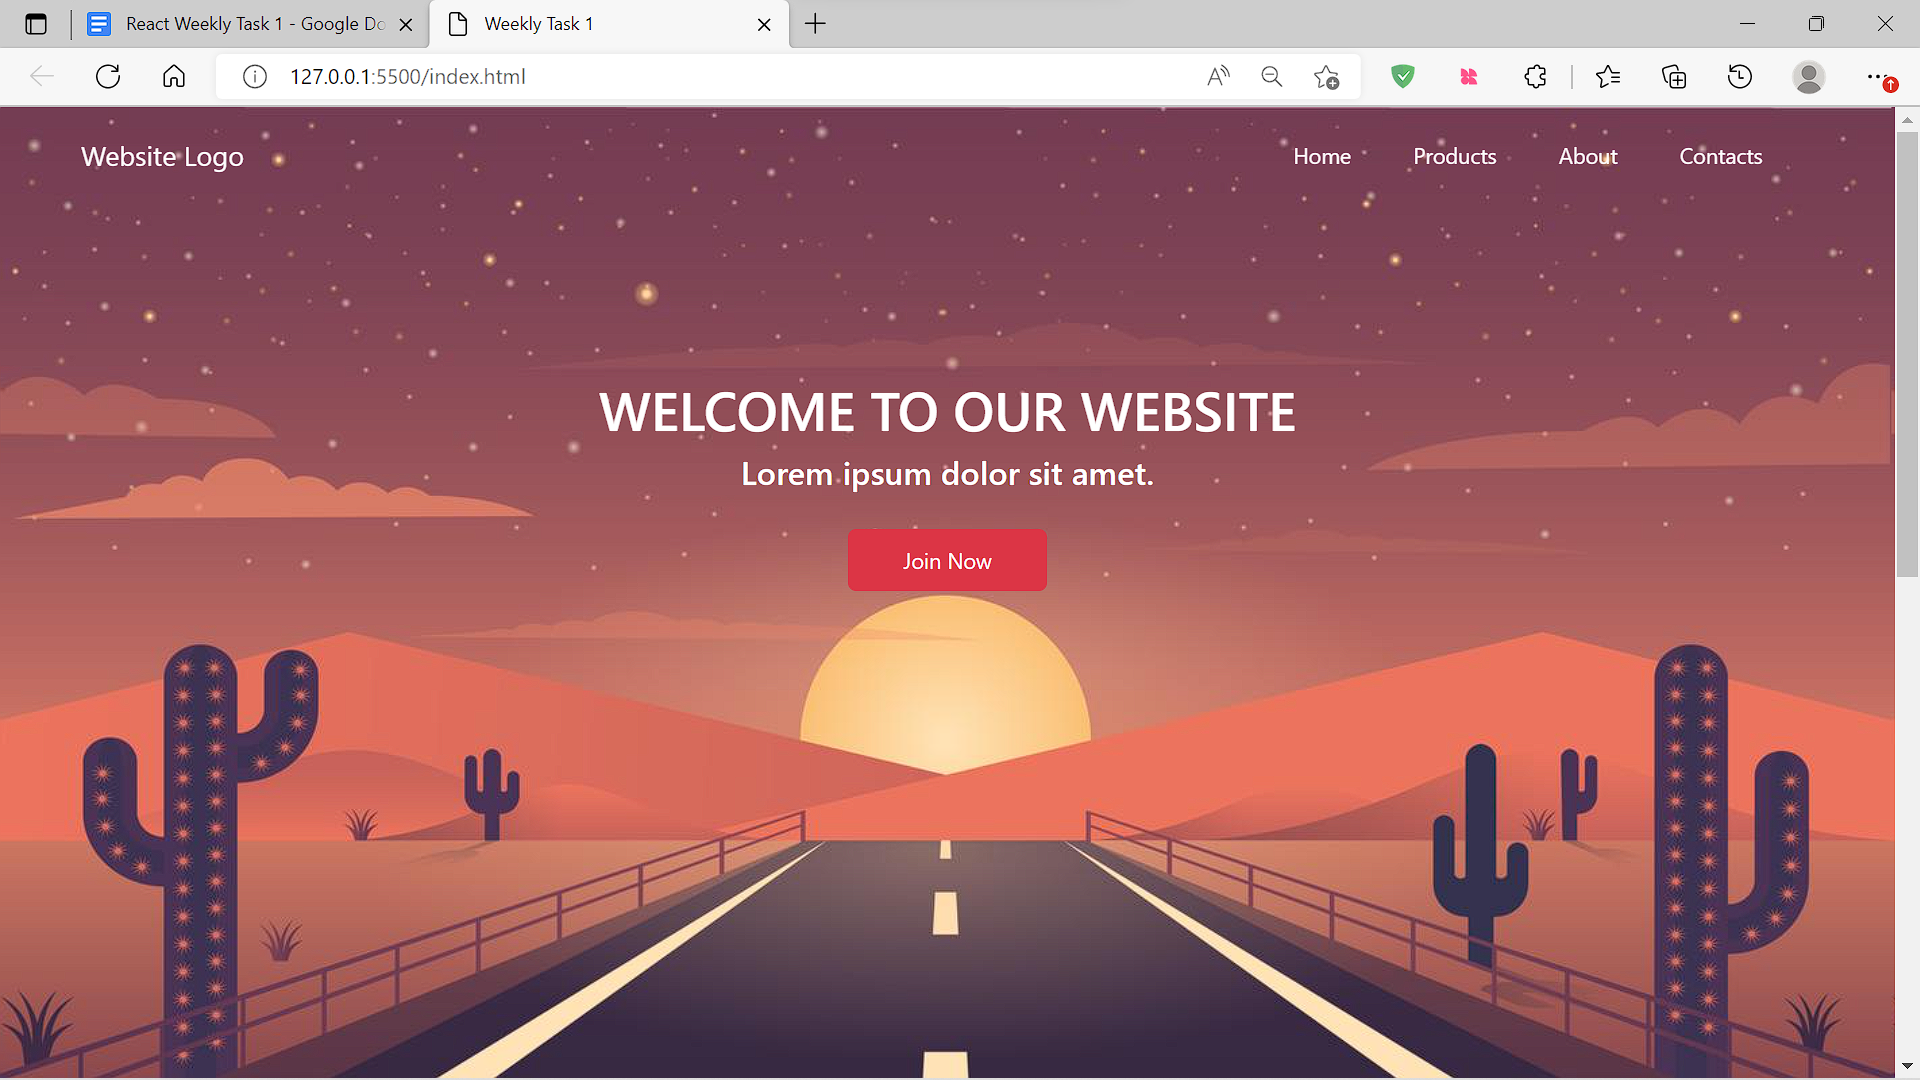 React Weekly Task 1 - Google Do
Weekly Task 1
127.0.0.1:5500/index.html
Website Logo
Home
Products
About
Contacts
WELCOME TO OUR WEBSITE
Lorem ipsum dolor sit amet.
Join Now